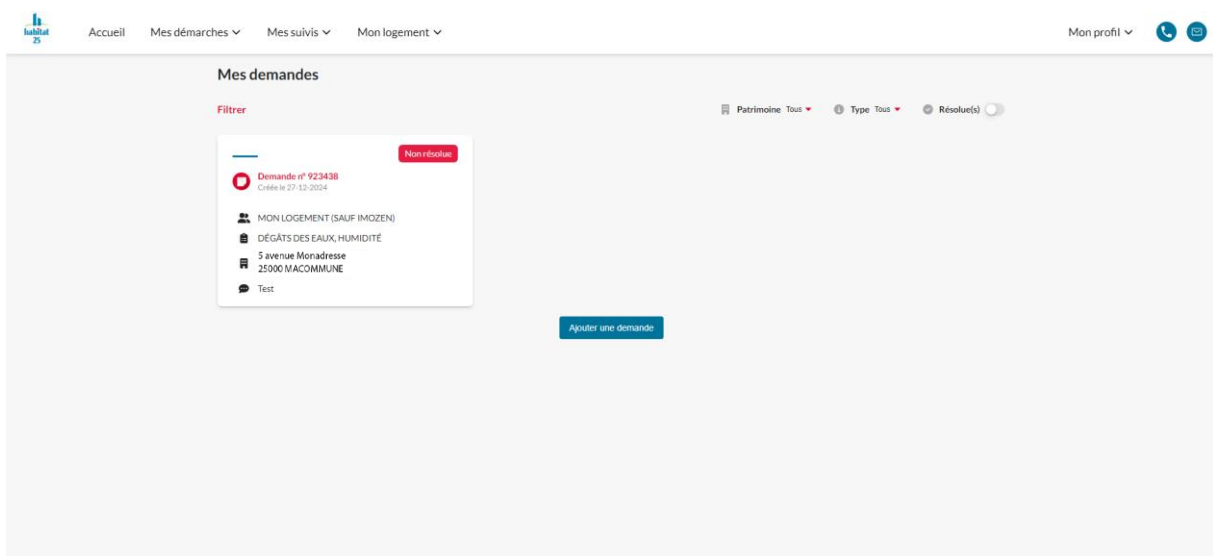 habitat
25
Accueil
Mes démarches
Mes suivis
Mon logement
Mon profil
Mes demandes
Filtrer
Patrimoine Tous
Type Tous
Résolue(s)
Non résolue
Demande n° 923438
Créée le 27-12-2024
MON LOGEMENT (SAUF IMOZEN)
DÉGÂTS DES EAUX, HUMIDITÉ
5 avenue Monadresse
25000 MACOMMUNE
Test
Ajouter une demande